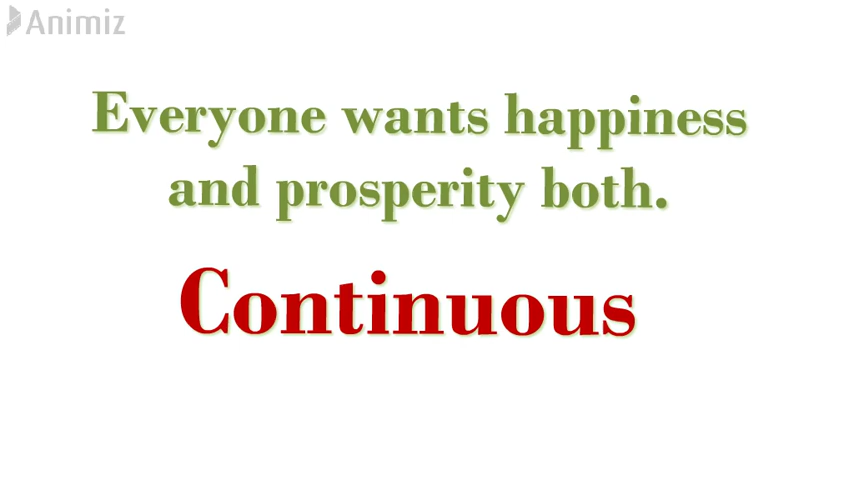 Animiz
Everyone wants happiness
and prosperity both.
Continuous